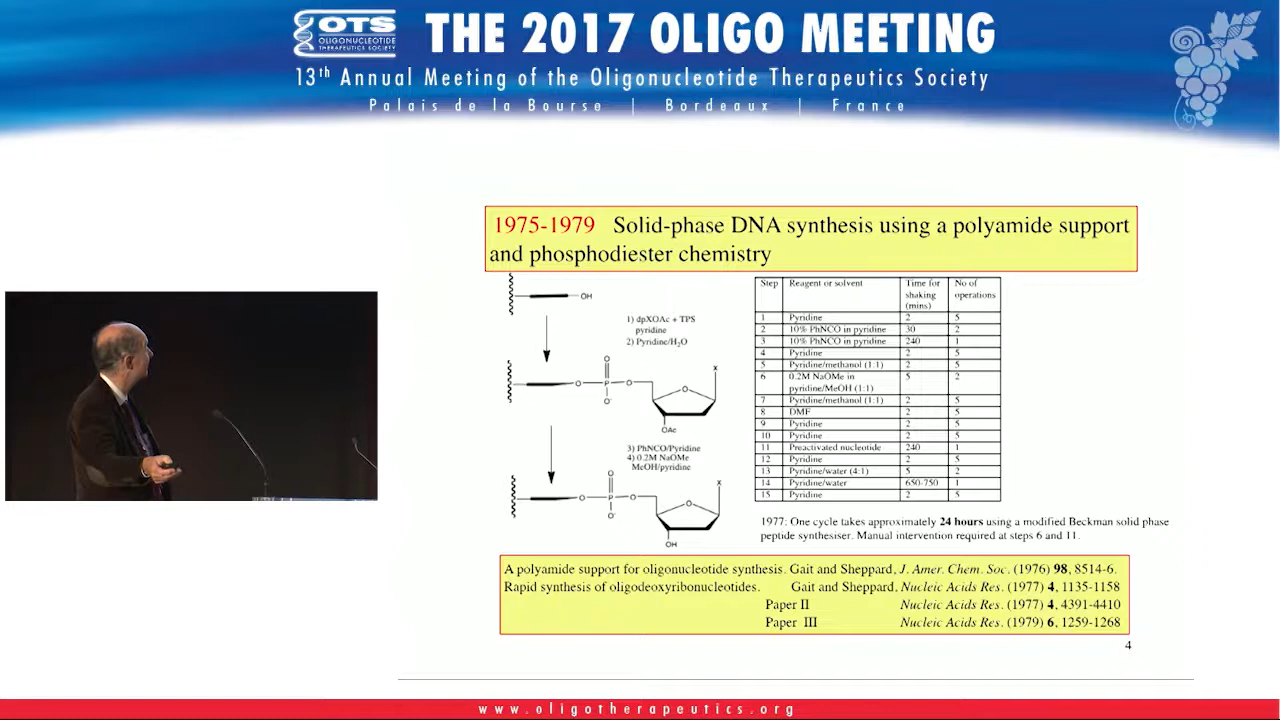 OTS
OLIGONUCLEOTIDE
THERAPEUTICS SOCIETY
THE 2017 OLIGO MEETING
13th Annual Meeting of the Oligonucleotide Therapeutics Society
Palais de la Bourse | Bordeaux | France
1975-1979 Solid-phase DNA synthesis using a polyamide support
and phosphodiester chemistry
OH
1) dpXOAc + TPS
pyridine
2) Pyridine/H2O
O
O P O
O-
O
x
OAc
3) PhNCO/Pyridine
4) 0.2M NaOMe
MeOH/pyridine
O
O P O
O-
O
x
OH
Step Reagent or solvent Time for shaking (mins) No of operations
1 Pyridine 2 5
2 10% PhNCO in pyridine 30 2
3 10% PhNCO in pyridine 240 1
4 Pyridine 2 5
5 Pyridine/methanol (1:1) 2 5
6 0.2M NaOMe in pyridine/MeOH (1:1) 5 2
7 Pyridine/methanol (1:1) 2 5
8 DMF 2 5
9 Pyridine 2 5
10 Pyridine 2 5
11 Preactivated nucleotide 240 1
12 Pyridine 2 5
13 Pyridine/water (4:1) 5 2
14 Pyridine/water 650-750 1
15 Pyridine 2 5
1977: One cycle takes approximately 24 hours using a modified Beckman solid phase
peptide synthesiser. Manual intervention required at steps 6 and 11.
A polyamide support for oligonucleotide synthesis. Gait and Sheppard, J. Amer. Chem. Soc. (1976) 98, 8514-6.
Rapid synthesis of oligodeoxyribonucleotides. Gait and Sheppard, Nucleic Acids Res. (1977) 4, 1135-1158
Paper II Nucleic Acids Res. (1977) 4, 4391-4410
Paper III Nucleic Acids Res. (1979) 6, 1259-1268
4
www.oligotherapeutics.org